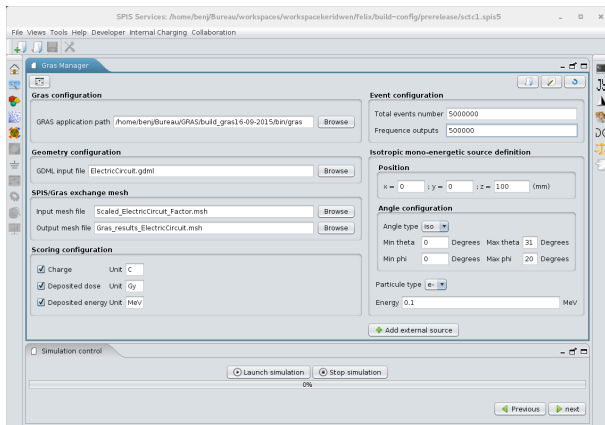 SPIS Services: /home/benj/Bureau/workspaces/workspacekeridwen/felix/build-config/prerelease/sctc1.spis5
File Views Tools Help Developer Internal Charging Collaboration
Gras Manager
Gras configuration
GRAS application path /home/benj/Bureau/GRAS/build_gras16-09-2015/bin/gras Browse
Geometry configuration
GDML input file ElectricCircuit.gdml Browse
SPIS/Gras exchange mesh
Input mesh file Scaled_ElectricCircuit_Factor.msh Browse
Output mesh file Gras_results_ElectricCircuit.msh Browse
Scoring configuration
Charge Unit C
Deposited dose Unit Gy
Deposited energy Unit MeV
Event configuration
Total events number 5000000
Frequence outputs 500000
Isotropic mono-energetic source definition
Position
x = 0 ; y = 0 ; z = 100 (mm)
Angle configuration
Angle type iso
Min theta 0 Degrees Max theta 31 Degrees
Min phi 0 Degrees Max phi 20 Degrees
Particule type e-
Energy 0.1 MeV
Add external source
Simulation control
Launch simulation Stop simulation
0%
Previous next